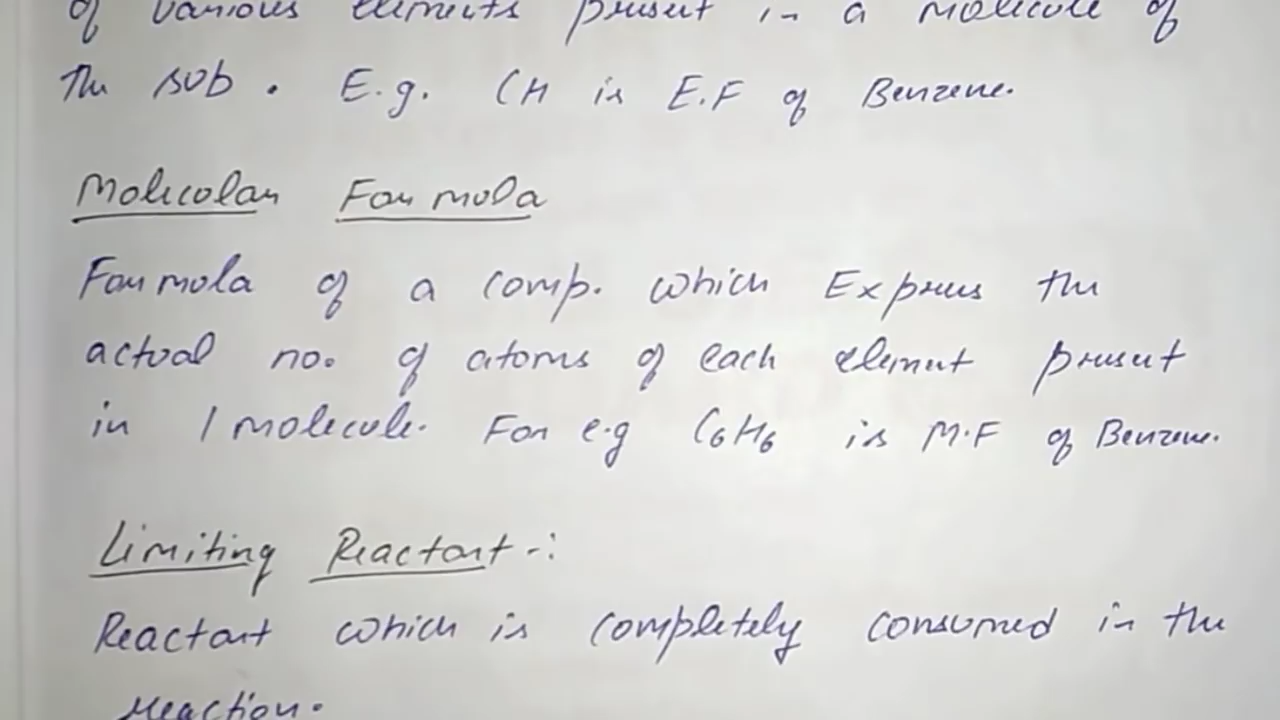 of various elements present in a molecule of
the sub. E.g. CH is E.F of Benzene.
Molecular Formula
Formula of a comp. which Express the
actual no. of atoms of each element present
in 1 molecule. For e.g C6H6 is M.F of Benzene.
Limiting Reactant -:
Reactant which is completely consumed in the
reaction.